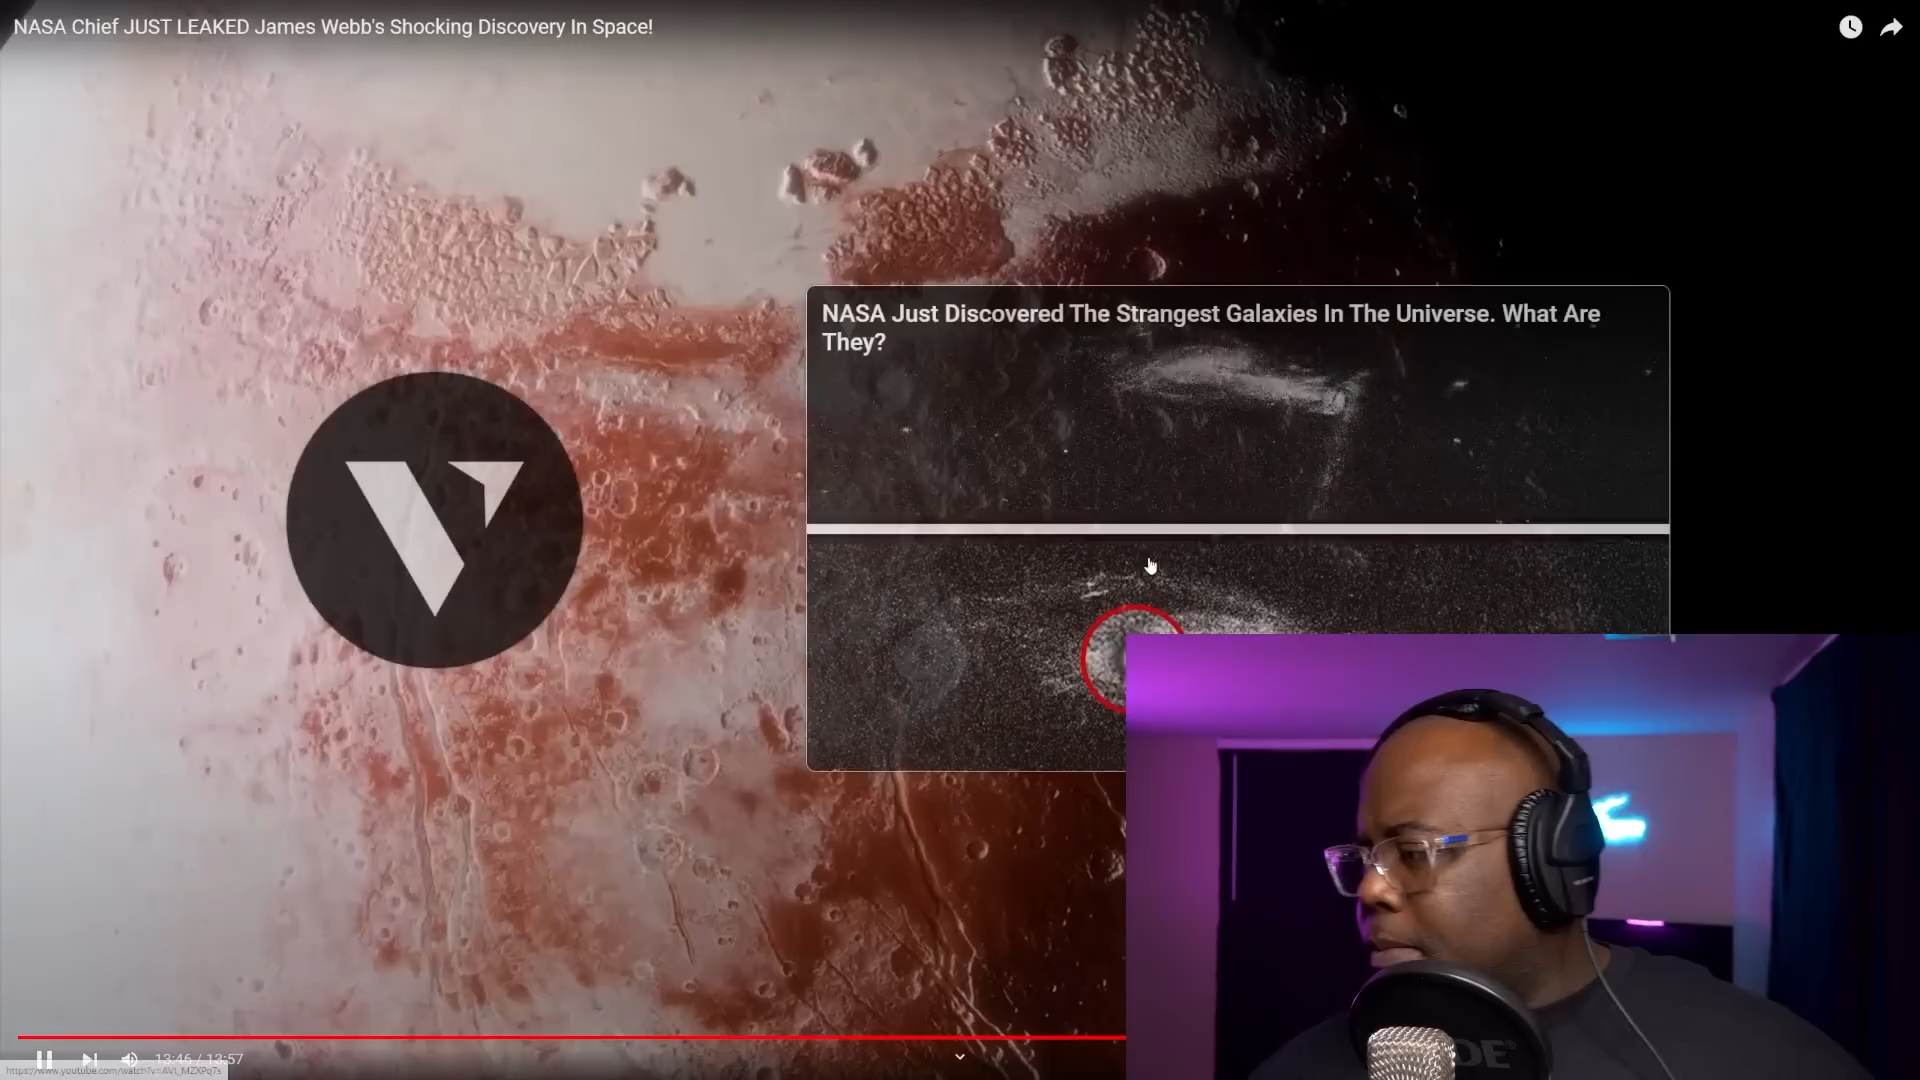 NASA Chief JUST LEAKED James Webb's Shocking Discovery In Space!
NASA Just Discovered The Strangest Galaxies In The Universe. What Are
They?
13:46 / 13:57